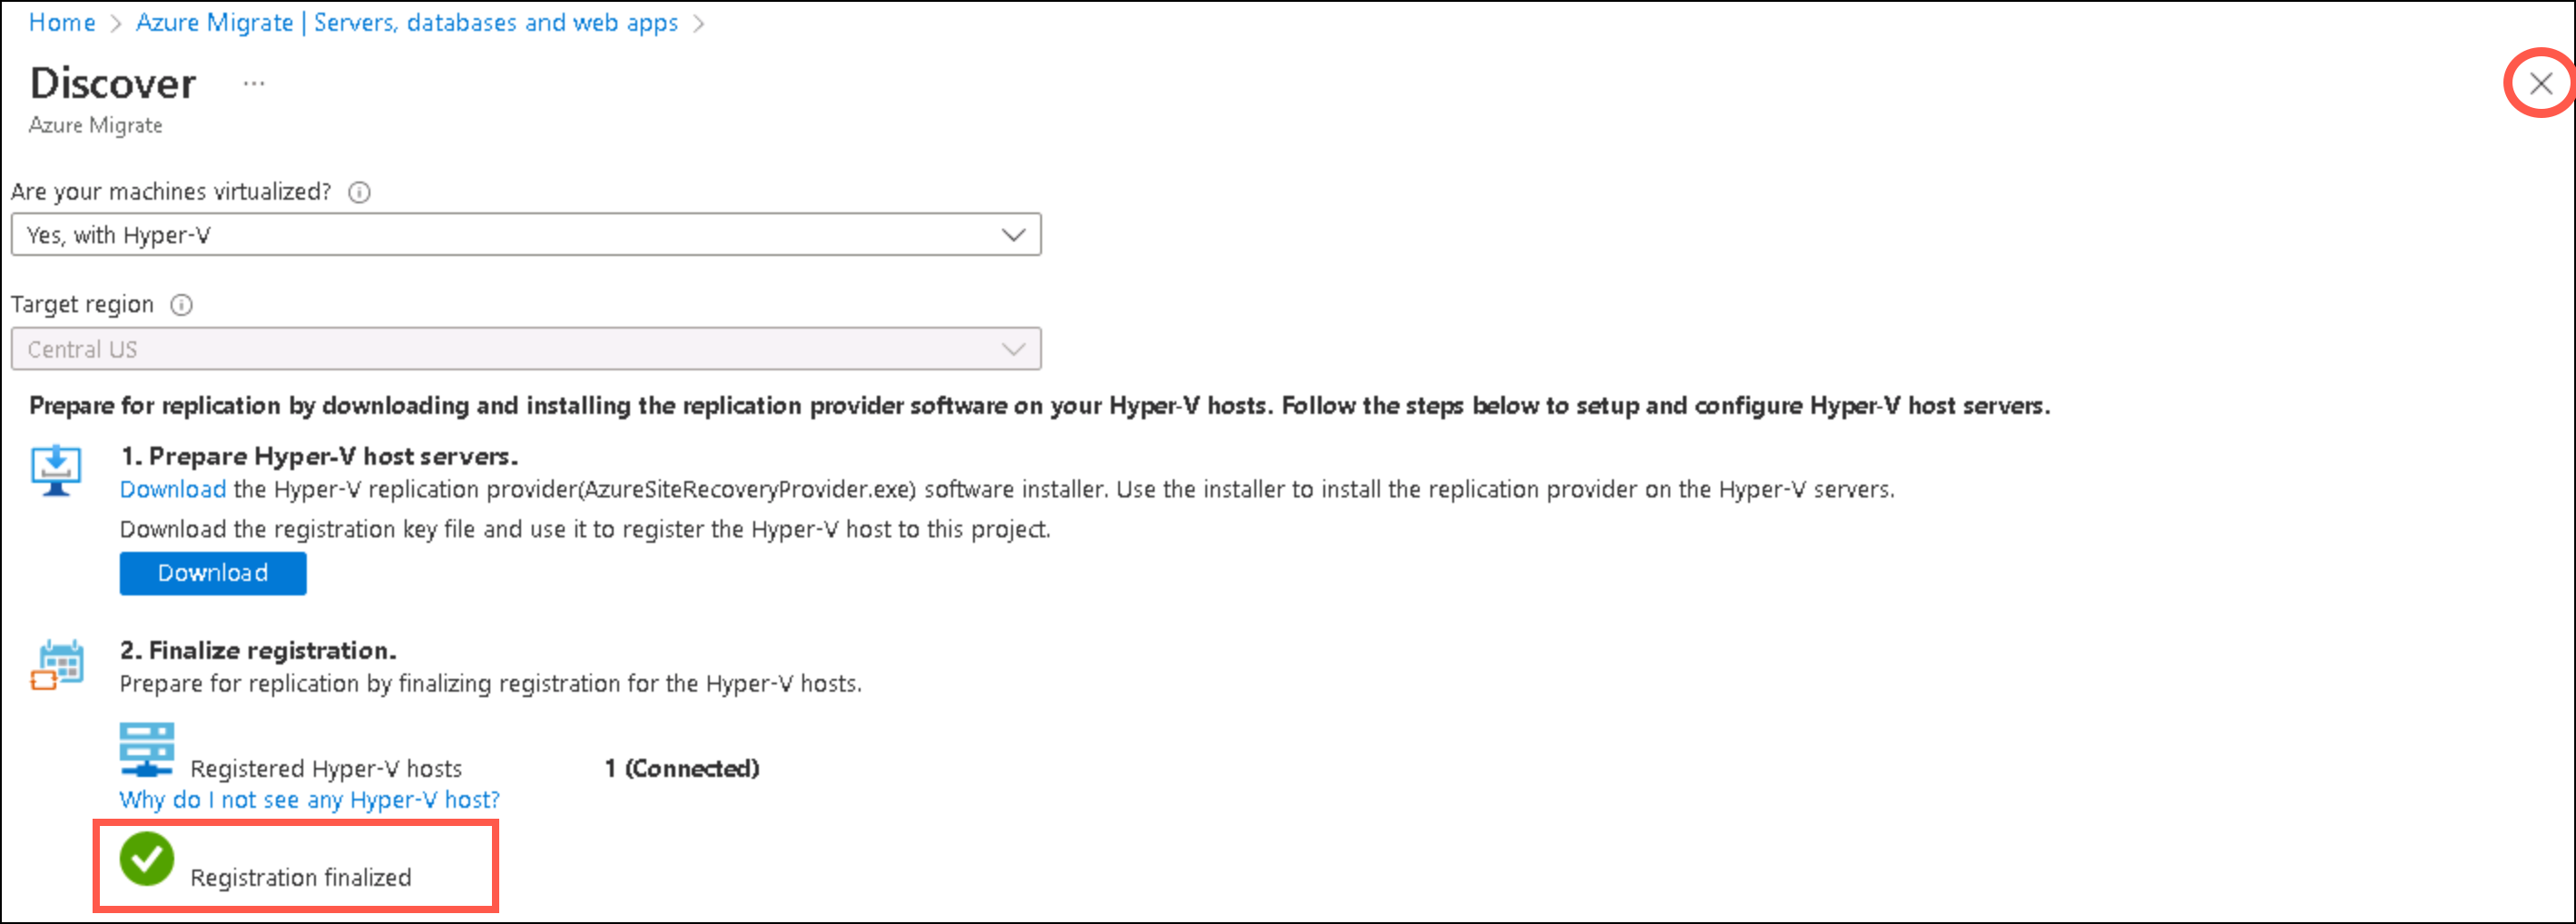 Home > Azure Migrate | Servers, databases and web apps >
Discover ...
Azure Migrate
Are your machines virtualized?
Yes, with Hyper-V
Target region
Central US
Prepare for replication by downloading and installing the replication provider software on your Hyper-V hosts. Follow the steps below to setup and configure Hyper-V host servers.
1. Prepare Hyper-V host servers.
Download the Hyper-V replication provider(AzureSiteRecoveryProvider.exe) software installer. Use the installer to install the replication provider on the Hyper-V servers.
Download the registration key file and use it to register the Hyper-V host to this project.
Download
2. Finalize registration.
Prepare for replication by finalizing registration for the Hyper-V hosts.
Registered Hyper-V hosts 1 (Connected)
Why do I not see any Hyper-V host?
Registration finalized